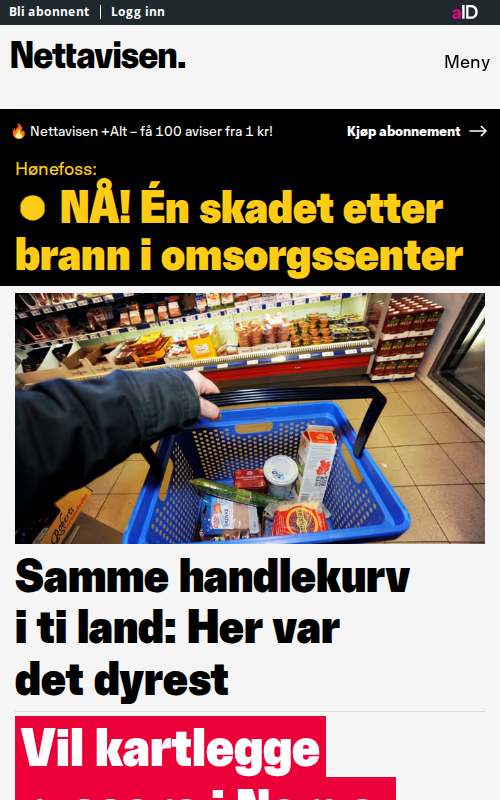 Bli abonnent | Logg inn
aID
Nettavisen.
Meny
🔥 Nettavisen +Alt – få 100 aviser fra 1 kr!
Kjøp abonnement →
Hønefoss:
● NÅ! Én skadet etter
brann i omsorgssenter
Samme handlekurv
i ti land: Her var
det dyrest
Vil kartlegge